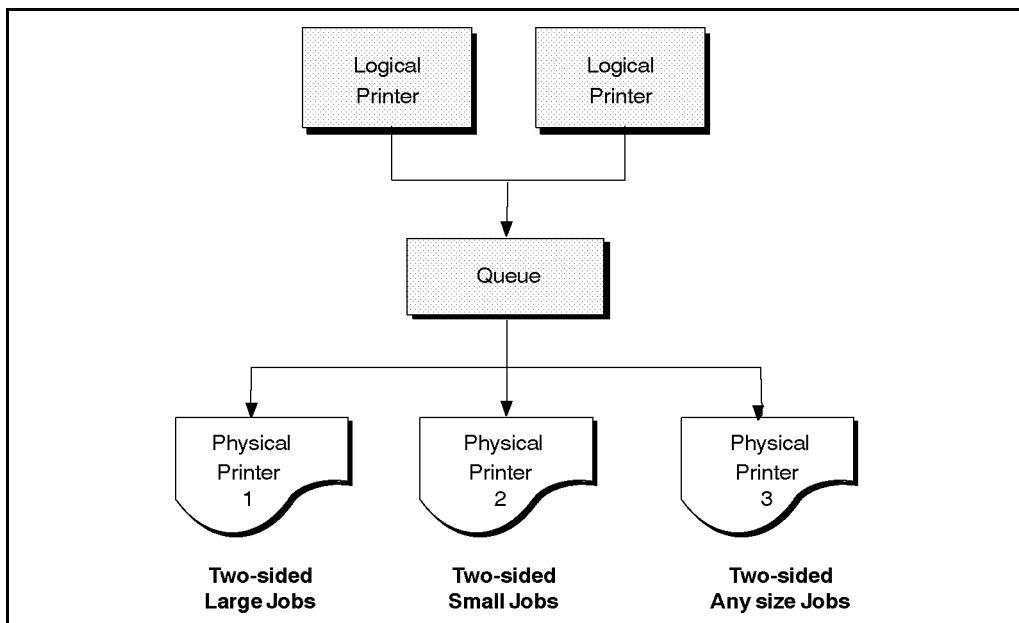 Logical
Printer
Logical
Printer
Queue
Physical
Printer
1
Physical
Printer
2
Physical
Printer
3
Two-sided
Large Jobs
Two-sided
Small Jobs
Two-sided
Any size Jobs